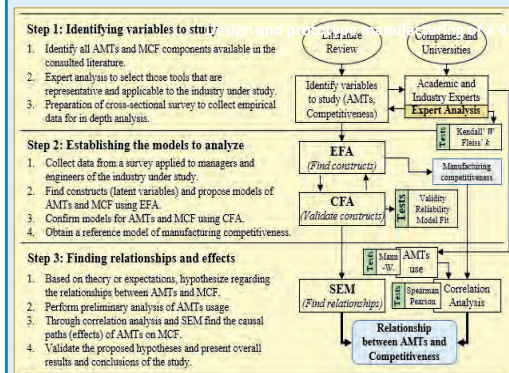 Step 1: Identifying variables to study
1. Identify all AMTs and MCF components available in the
consulted literature.
2. Expert analysis to select those tools that are
representative and applicable to the industry under study.
3. Preparation of cross-sectional survey to collect empirical
data for in depth analysis.
Literature
Review
Companies and
Universities
Identify variables
to study (AMTs,
Competitiveness)
Academic and
Industry Experts
Expert Analysis
Tests
Kendall' W
Fleiss' k
Step 2: Establishing the models to analyze
1. Collect data from a survey applied to managers and
engineers of the industry under study.
2. Find constructs (latent variables) and propose models of
AMTs and MCF using EFA.
3. Confirm models for AMTs and MCF using CFA.
4. Obtain a reference model of manufacturing competitiveness.
EFA
(Find constructs)
Manufacturing
competitiveness
CFA
(Validate constructs)
Tests
Validity
Reliability
Model Fit
Step 3: Finding relationships and effects
1. Based on theory or expectations, hypothesize regarding
the relationships between AMTs and MCF.
2. Perform preliminary analysis of AMTs usage
3. Through correlation analysis and SEM find the causal
paths (effects) of AMTs on MCF.
4. Validate the proposed hypotheses and present overall
results and conclusions of the study.
Tests
Mann
-W.
AMTs
use
SEM
(Find relationships)
Tests
Spearman
Pearson
Correlation
Analysis
Relationship
between AMTs and
Competitiveness